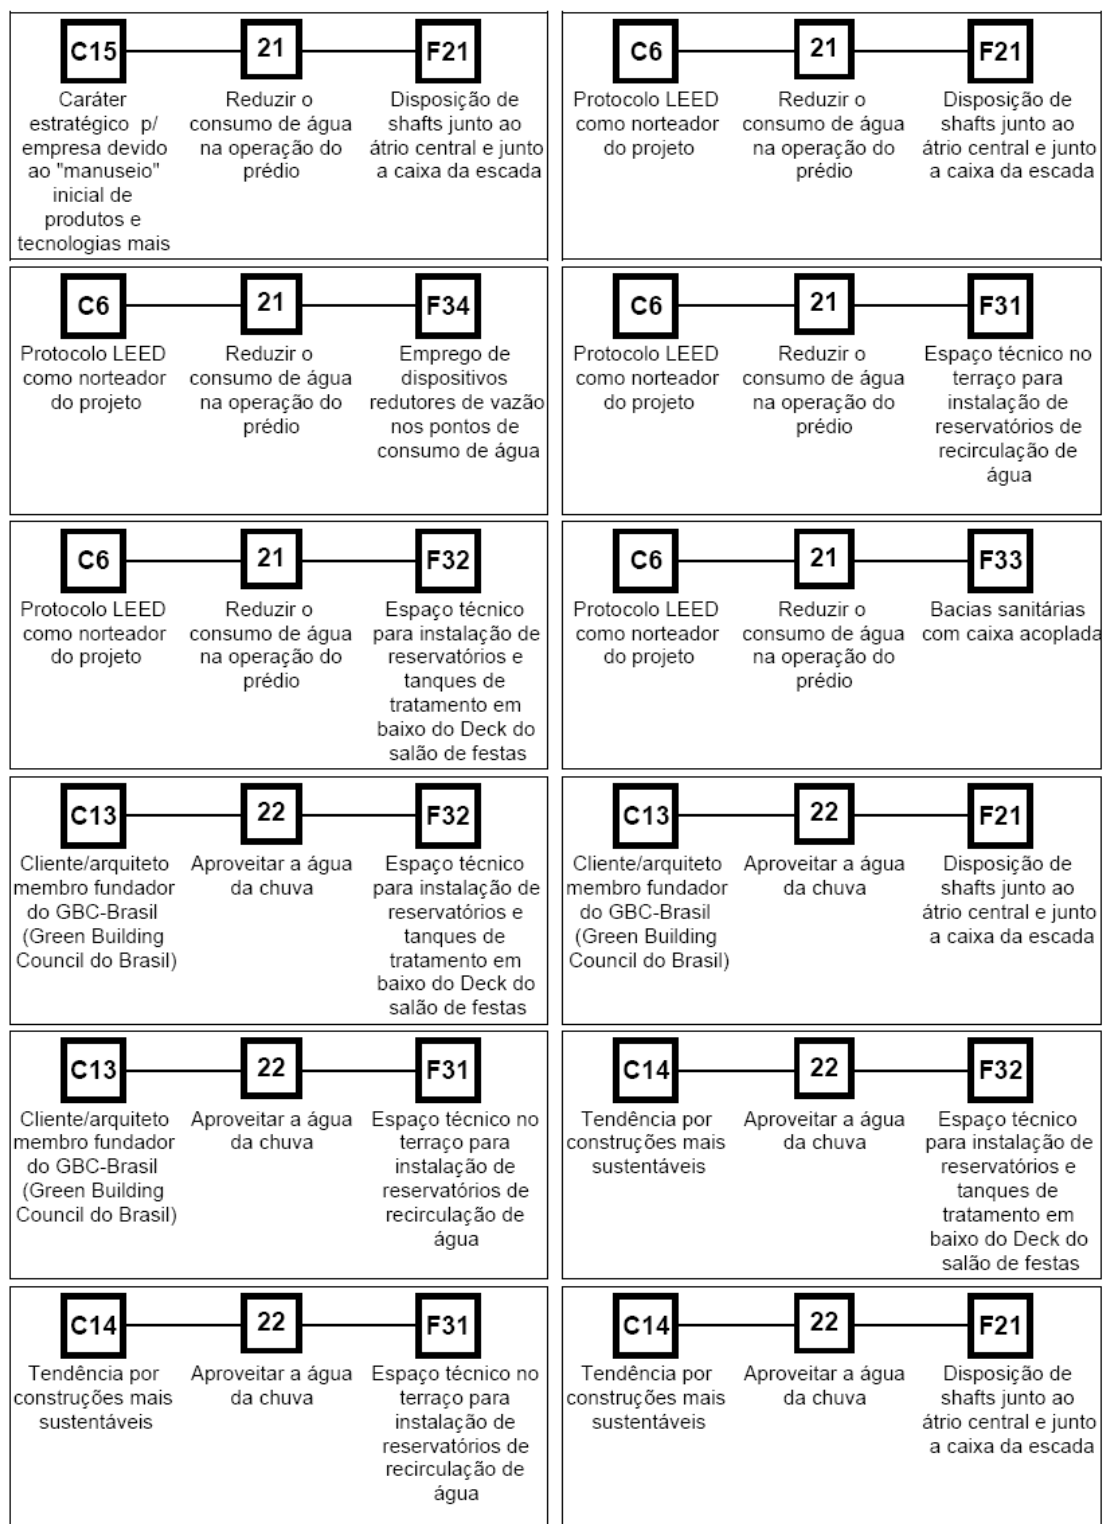 C15
21
F21
Caráter
estratégico p/
empresa devido
ao "manuseio"
inicial de
produtos e
tecnologias mais
Reduzir o
consumo de água
na operação do
prédio
Disposição de
shafts junto ao
átrio central e junto
a caixa da escada
C6
21
F21
Protocolo LEED
como norteador
do projeto
Reduzir o
consumo de água
na operação do
prédio
Disposição de
shafts junto ao
átrio central e junto
a caixa da escada
C6
21
F34
Protocolo LEED
como norteador
do projeto
Reduzir o
consumo de água
na operação do
prédio
Emprego de
dispositivos
redutores de vazão
nos pontos de
consumo de água
C6
21
F31
Protocolo LEED
como norteador
do projeto
Reduzir o
consumo de água
na operação do
prédio
Espaço técnico no
terraço para
instalação de
reservatórios de
recirculação de
água
C6
21
F32
Protocolo LEED
como norteador
do projeto
Reduzir o
consumo de água
na operação do
prédio
Espaço técnico
para instalação de
reservatórios e
tanques de
tratamento em
baixo do Deck do
salão de festas
C6
21
F33
Protocolo LEED
como norteador
do projeto
Reduzir o
consumo de água
na operação do
prédio
Bacias sanitárias
com caixa acoplada
C13
22
F32
Cliente/arquiteto
membro fundador
do GBC-Brasil
(Green Building
Council do Brasil)
Aproveitar a água
da chuva
Espaço técnico
para instalação de
reservatórios e
tanques de
tratamento em
baixo do Deck do
salão de festas
C13
22
F21
Cliente/arquiteto
membro fundador
do GBC-Brasil
(Green Building
Council do Brasil)
Aproveitar a água
da chuva
Disposição de
shafts junto ao
átrio central e junto
a caixa da escada
C13
22
F31
Cliente/arquiteto
membro fundador
do GBC-Brasil
(Green Building
Council do Brasil)
Aproveitar a água
da chuva
Espaço técnico no
terraço para
instalação de
reservatórios de
recirculação de
água
C14
22
F32
Tendência por
construções mais
sustentáveis
Aproveitar a água
da chuva
Espaço técnico
para instalação de
reservatórios e
tanques de
tratamento em
baixo do Deck do
salão de festas
C14
22
F31
Tendência por
construções mais
sustentáveis
Aproveitar a água
da chuva
Espaço técnico no
terraço para
instalação de
reservatórios de
recirculação de
água
C14
22
F21
Tendência por
construções mais
sustentáveis
Aproveitar a água
da chuva
Disposição de
shafts junto ao
átrio central e junto
a caixa da escada